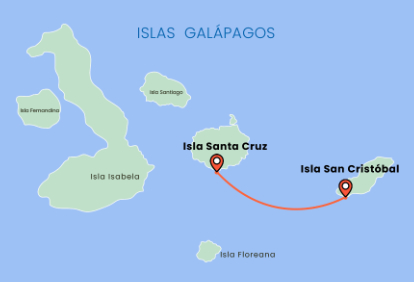 ISLAS GALÁPAGOS
Isla Santiago
Isla Fernandina
Isla Santa Cruz
Isla San Cristóbal
Isla Isabela
Isla Floreana